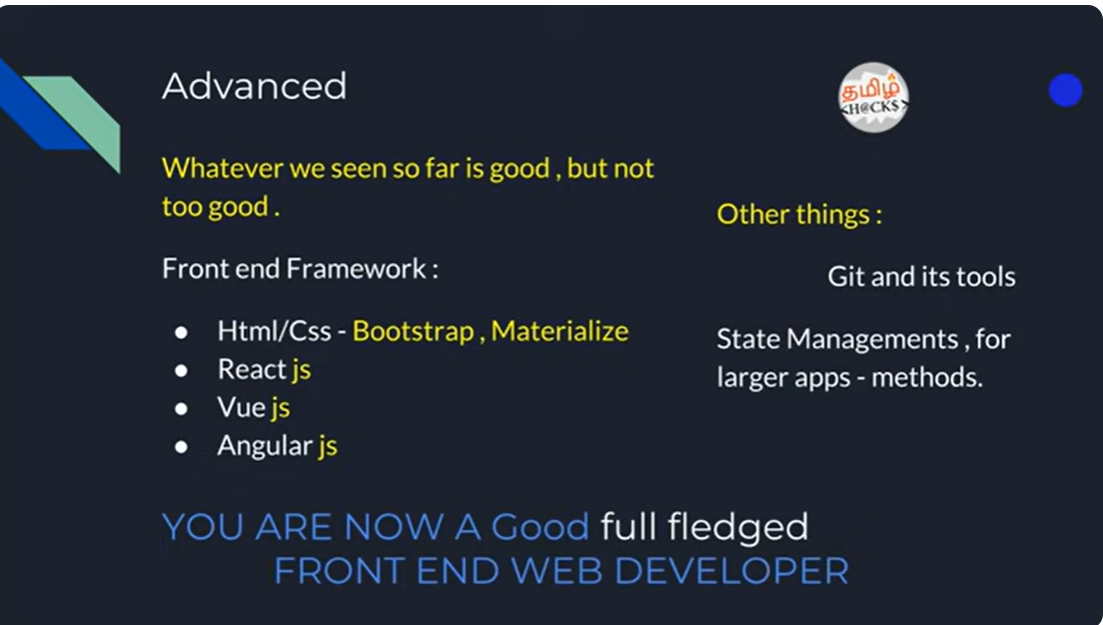 Advanced
தமிழ்
<H@CK$>
Whatever we seen so far is good , but not
too good .
Front end Framework :
● Html/Css - Bootstrap , Materialize
● React js
● Vue js
● Angular js
Other things :
Git and its tools
State Managements , for
larger apps - methods.
YOU ARE NOW A Good full fledged
FRONT END WEB DEVELOPER